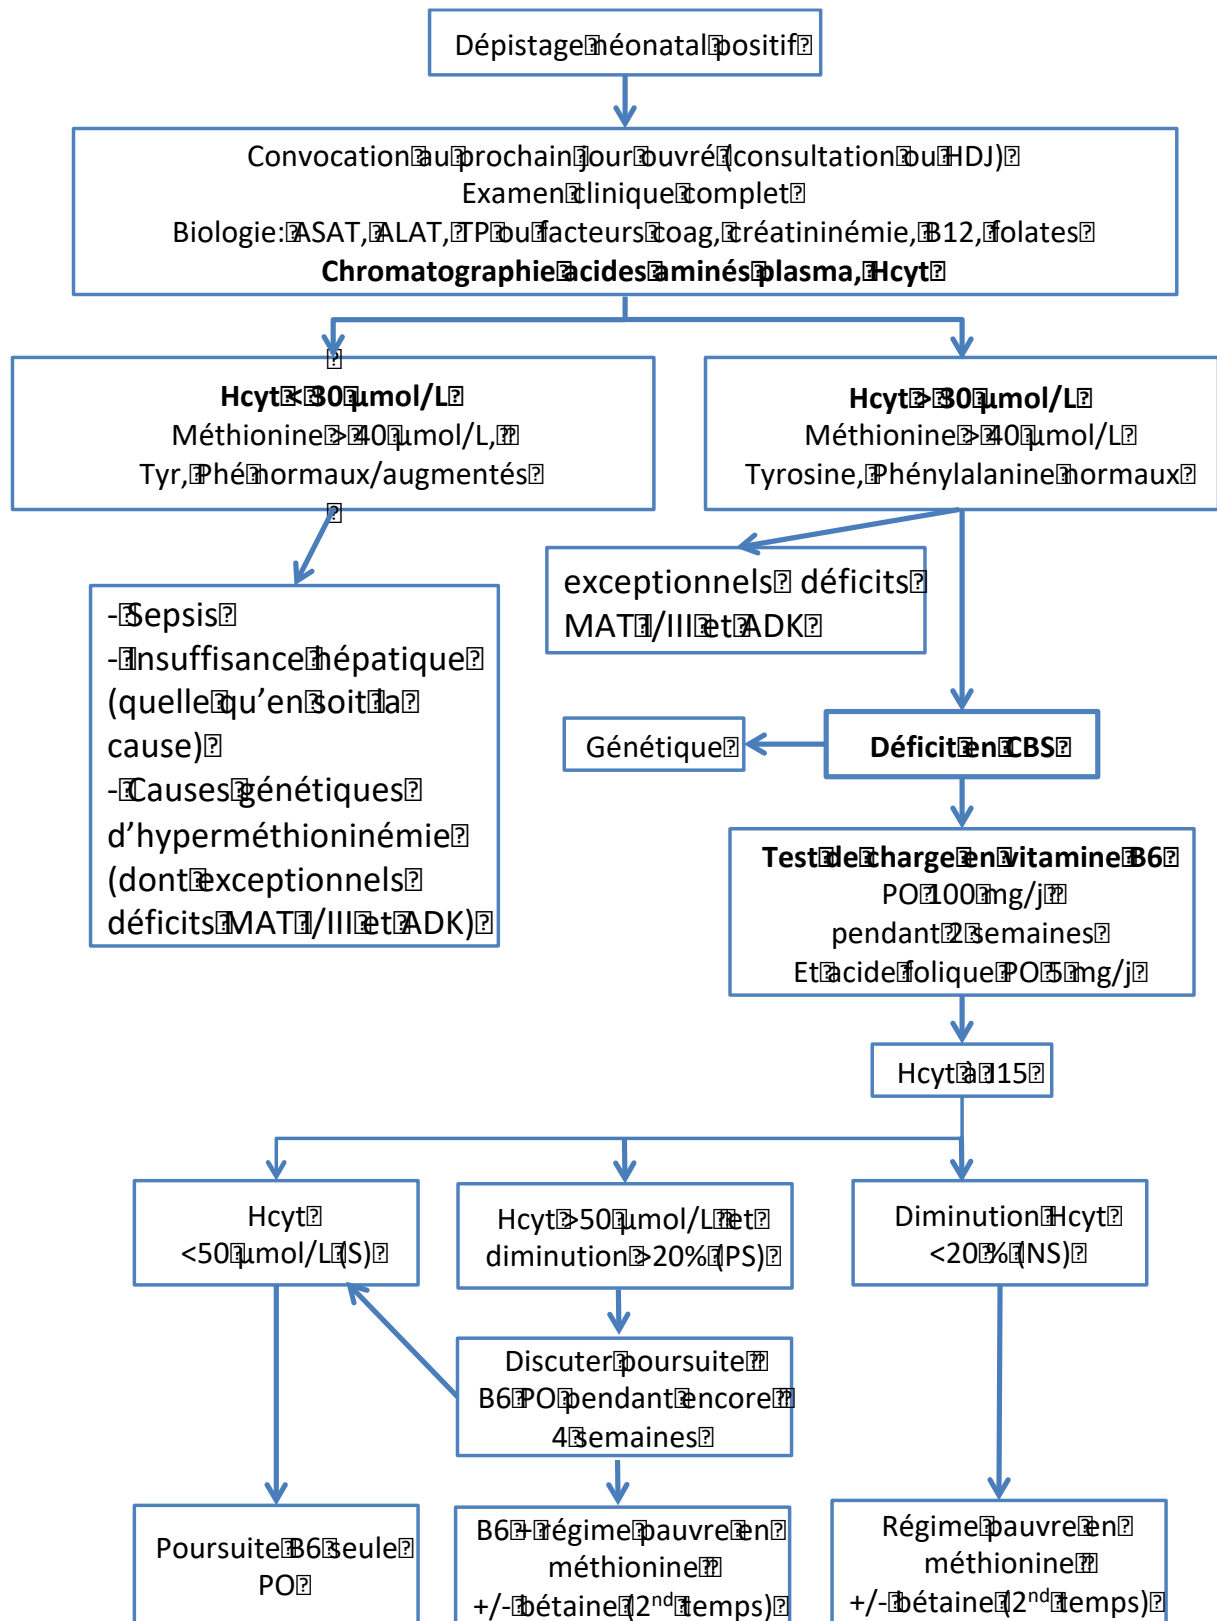 Dépistage néonatal positif
Convocation au prochain jour ouvré (consultation ou HDJ)
Examen clinique complet
Biologie: ASAT, ALAT, TP ou facteurs coag, créatininémie, B12, folates
Chromatographie acides aminés plasma, Hcyt
Hcyt < 30 µmol/L
Méthionine > 40 µmol/L,
Tyr, Phé normaux/augmentés
Hcyt > 30 µmol/L
Méthionine > 40 µmol/L
Tyrosine, Phénylalanine normaux
exceptionnels déficits
MAT I/III et ADK
- Sepsis
- Insuffisance hépatique
(quelle qu’en soit la
cause)
- Causes génétiques
d’hyperméthioninémie
(dont exceptionnels
déficits MAT I/III et ADK)
Génétique
Déficit en CBS
Test de charge en vitamine B6
PO 100 mg/j
pendant 2 semaines
Et acide folique PO 5 mg/j
Hcyt à J15
Hcyt
<50 µmol/L (S)
Hcyt >50 µmol/L et
diminution >20% (PS)
Diminution Hcyt
<20 % (NS)
Discuter poursuite
B6 PO pendant encore
4 semaines
Poursuite B6 seule
PO
B6 + régime pauvre en
méthionine
+/- bétaine (2nd temps)
Régime pauvre en
méthionine
+/- bétaine (2nd temps)